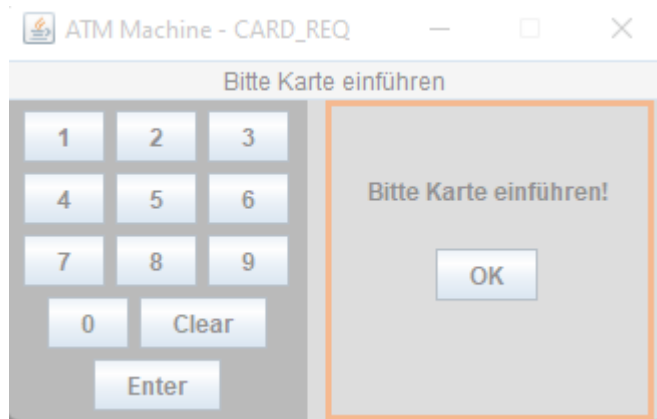 ATM Machine - CARD_REQ
Bitte Karte einführen
1 2 3
4 5 6
7 8 9
0 Clear
Enter
Bitte Karte einführen!
OK